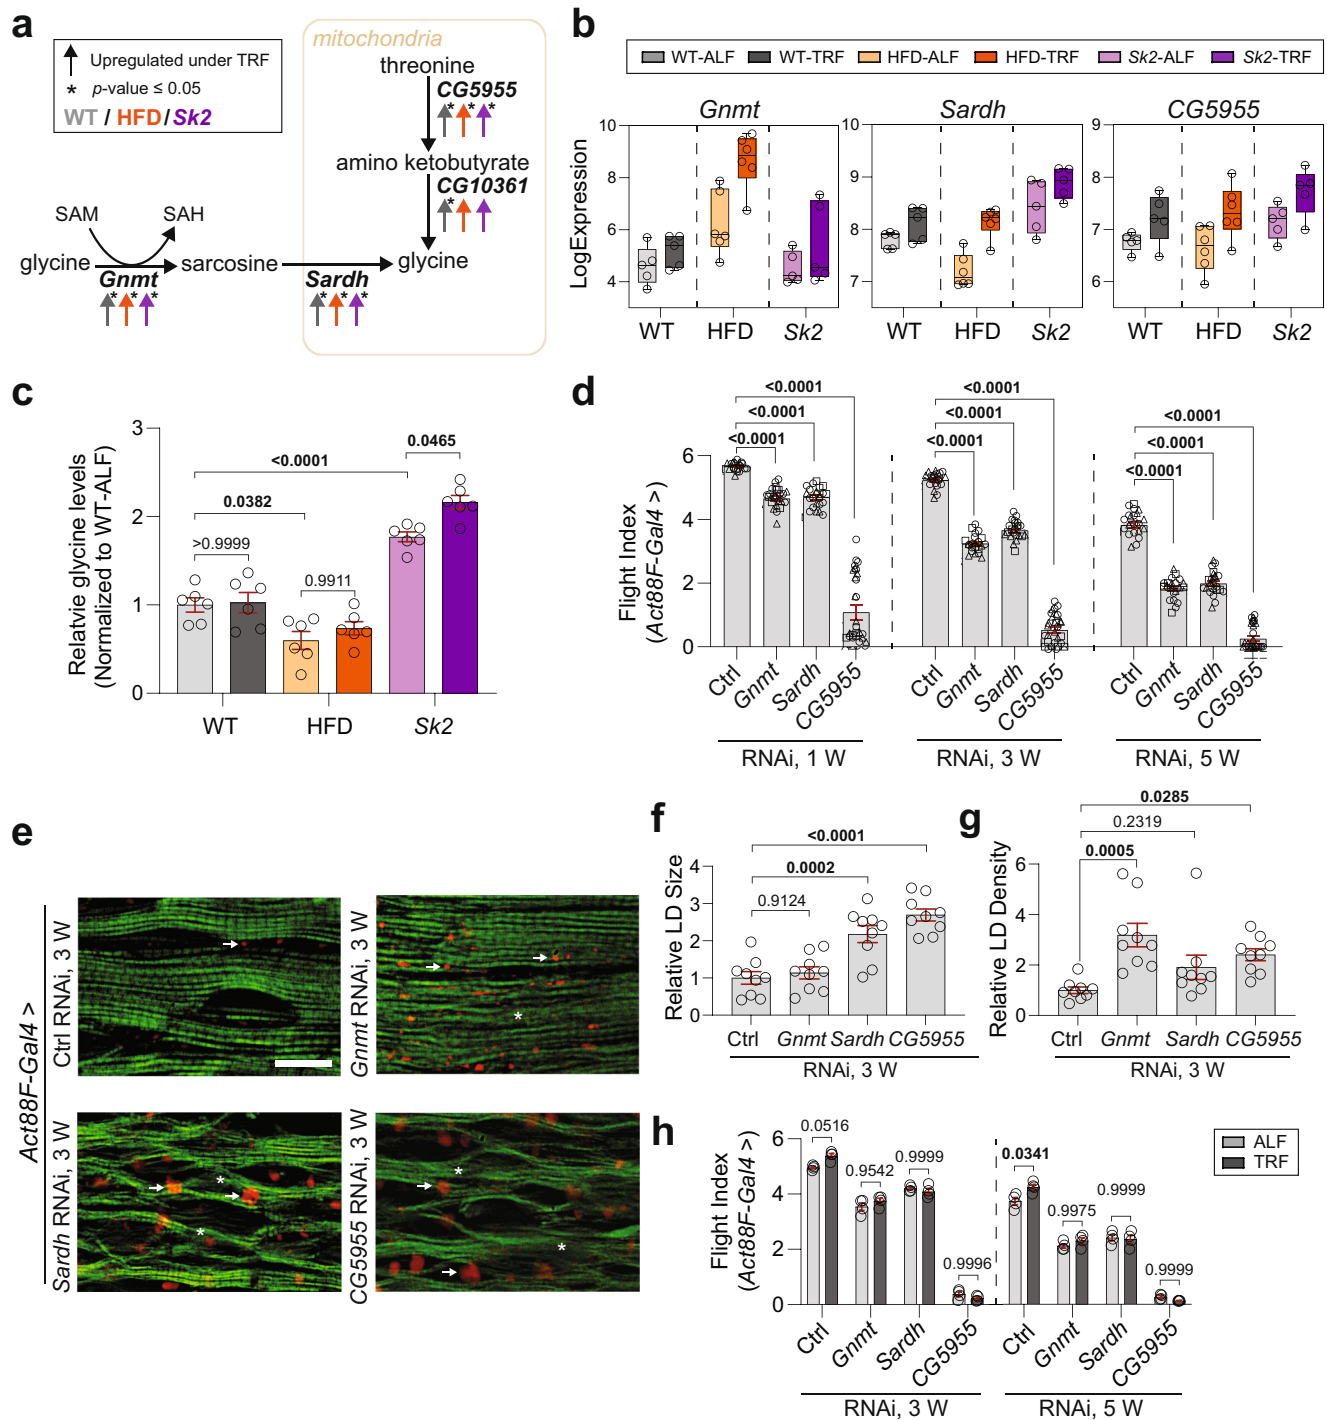 a
Upregulated under TRF
* p-value ≤ 0.05
WT / HFD / Sk2
mitochondria
threonine
CG5955
* * *
amino ketobutyrate
CG10361
*
SAM
SAH
glycine
Gnmt
* * *
sarcosine
Sardh
* * *
glycine
b
WT-ALF
WT-TRF
HFD-ALF
HFD-TRF
Sk2-ALF
Sk2-TRF
Gnmt
Sardh
CG5955
LogExpression
10
8
6
4
10
9
8
7
9
8
7
6
WT
HFD
Sk2
WT
HFD
Sk2
WT
HFD
Sk2
c
Relatvie glycine levels
(Normalized to WT-ALF)
3
2
1
0
0.0465
<0.0001
0.0382
>0.9999
0.9911
WT
HFD
Sk2
d
Flight Index
(Act88F-Gal4 >)
6
4
2
0
<0.0001
<0.0001
<0.0001
<0.0001
<0.0001
<0.0001
<0.0001
<0.0001
<0.0001
Ctrl
Gnmt
Sardh
CG5955
RNAi, 1 W
Ctrl
Gnmt
Sardh
CG5955
RNAi, 3 W
Ctrl
Gnmt
Sardh
CG5955
RNAi, 5 W
e
Act88F-Gal4 >
Ctrl RNAi, 3 W
Gnmt RNAi, 3 W
*
Sardh RNAi, 3 W
*
*
CG5955 RNAi, 3 W
*
*
f
Relative LD Size
4
3
2
1
0
<0.0001
0.0002
0.9124
Ctrl
Gnmt
Sardh
CG5955
RNAi, 3 W
g
Relative LD Density
6
4
2
0
0.0285
0.2319
0.0005
Ctrl
Gnmt
Sardh
CG5955
RNAi, 3 W
h
Flight Index
(Act88F-Gal4 >)
6
4
2
0
0.0516
0.9542
0.9999
0.9996
0.0341
0.9975
0.9999
0.9999
ALF
TRF
Ctrl
Gnmt
Sardh
CG5955
RNAi, 3 W
Ctrl
Gnmt
Sardh
CG5955
RNAi, 5 W